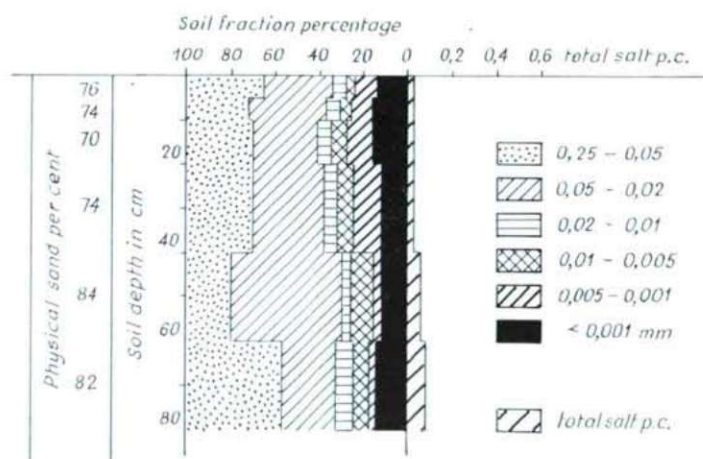 Soil fraction percentage
100 80 60 40 20 0 0,2 0,4 0,6 total salt p.c.
Physical sand per cent
76
74
70
74
84
82
Soil depth in cm
20
40
60
80
0,25 - 0,05
0,05 - 0,02
0,02 - 0,01
0,01 - 0,005
0,005 - 0,001
< 0,001 mm
total salt p.c.